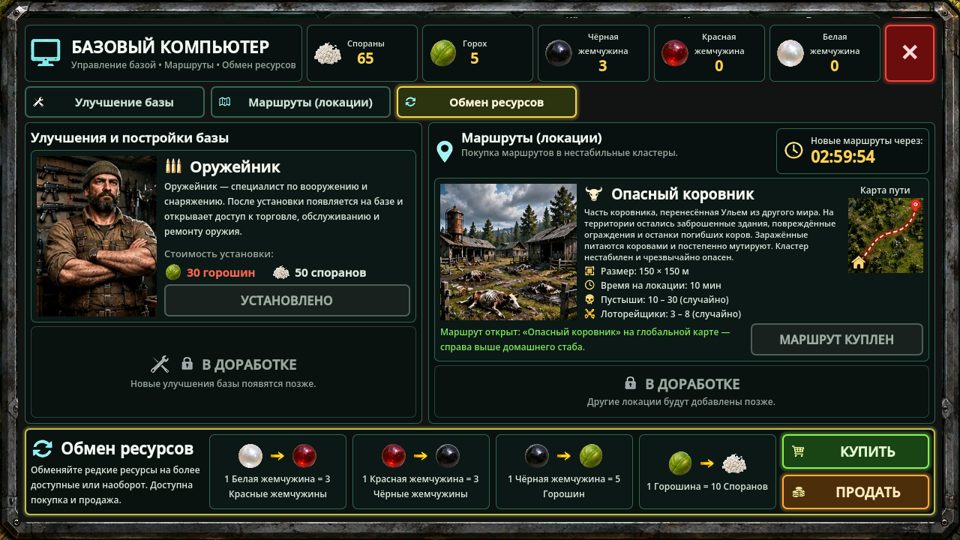 БАЗОВЫЙ КОМПЬЮТЕР
Управление базой • Маршруты • Обмен ресурсов
Спораны
65
Горох
5
Чёрная
жемчужина
3
Красная
жемчужина
0
Белая
жемчужина
0
Улучшение базы
Маршруты (локации)
Обмен ресурсов
Улучшения и постройки базы
Оружейник
Оружейник — специалист по вооружению и
снаряжению. После установки появляется на базе и
открывает доступ к торговле, обслуживанию и
ремонту оружия.
Стоимость установки:
30 горошин
50 споранов
УСТАНОВЛЕНО
В ДОРАБОТКЕ
Новые улучшения базы появятся позже.
Маршруты (локации)
Покупка маршрутов в нестабильные кластеры.
Новые маршруты через:
02:59:54
Опасный коровник
Часть коровника, перенесённая Ульем из другого мира. На
территории остались заброшенные здания, повреждённые
ограждения и останки погибших коров. Заражённые
питаются коровами и постепенно мутируют. Кластер
нестабилен и чрезвычайно опасен.
Размер: 150 × 150 м
Время на локации: 10 мин
Пустыши: 10 – 30 (случайно)
Лоторейщики: 3 – 8 (случайно)
Карта пути
Маршрут открыт: «Опасный коровник» на глобальной карте —
справа выше домашнего стаба.
МАРШРУТ КУПЛЕН
В ДОРАБОТКЕ
Другие локации будут добавлены позже.
Обмен ресурсов
Обменяйте редкие ресурсы на более
доступные или наоборот. Доступна
покупка и продажа.
1 Белая жемчужина = 3
Красные жемчужины
1 Красная жемчужина = 3
Чёрные жемчужины
1 Чёрная жемчужина = 5
Горошин
1 Горошина = 10 Споранов
КУПИТЬ
ПРОДАТЬ